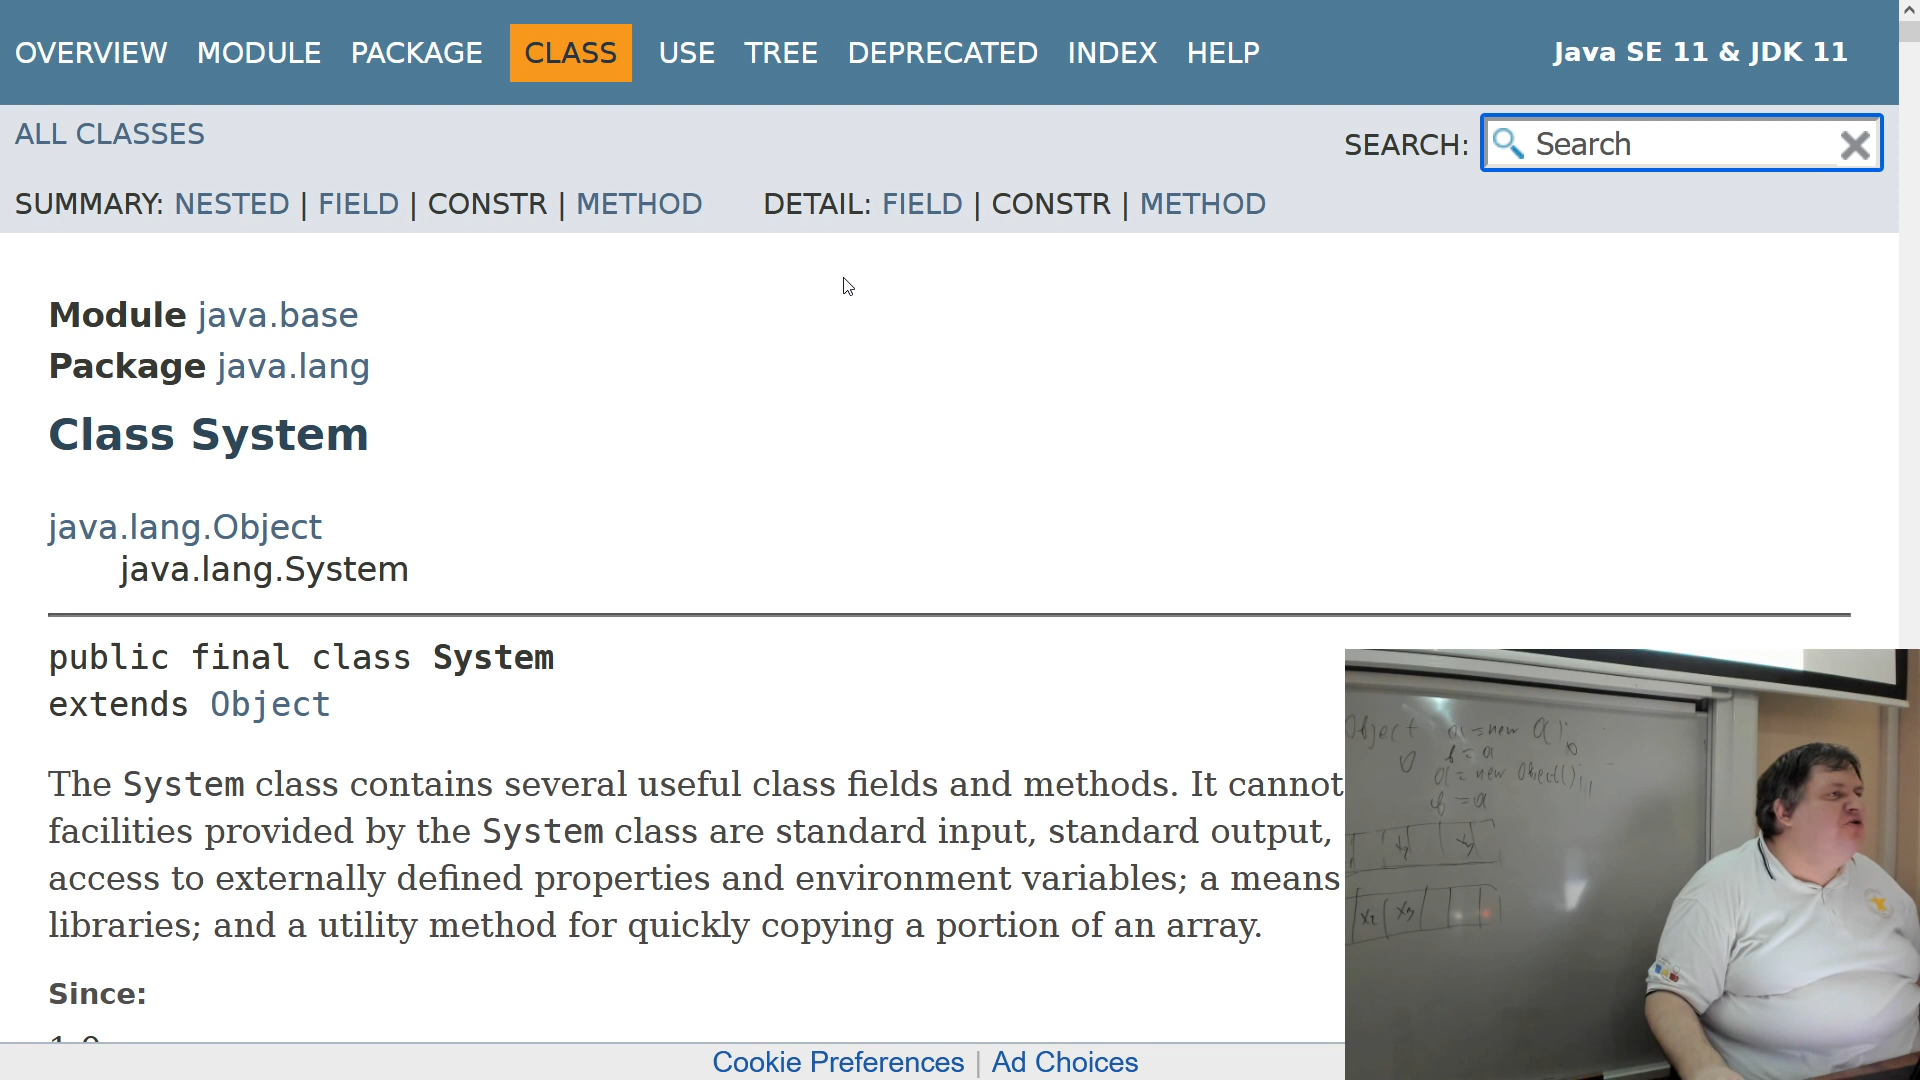 OVERVIEW MODULE PACKAGE CLASS USE TREE DEPRECATED INDEX HELP Java SE 11 & JDK 11
ALL CLASSES
SEARCH: Search
SUMMARY: NESTED | FIELD | CONSTR | METHOD DETAIL: FIELD | CONSTR | METHOD
Module java.base
Package java.lang
Class System
java.lang.Object
java.lang.System
public final class System
extends Object
The System class contains several useful class fields and methods. It cannot
facilities provided by the System class are standard input, standard output,
access to externally defined properties and environment variables; a means
libraries; and a utility method for quickly copying a portion of an array.
Since:
Cookie Preferences | Ad Choices
Object a = new
b = a
a = new Object();
b = a